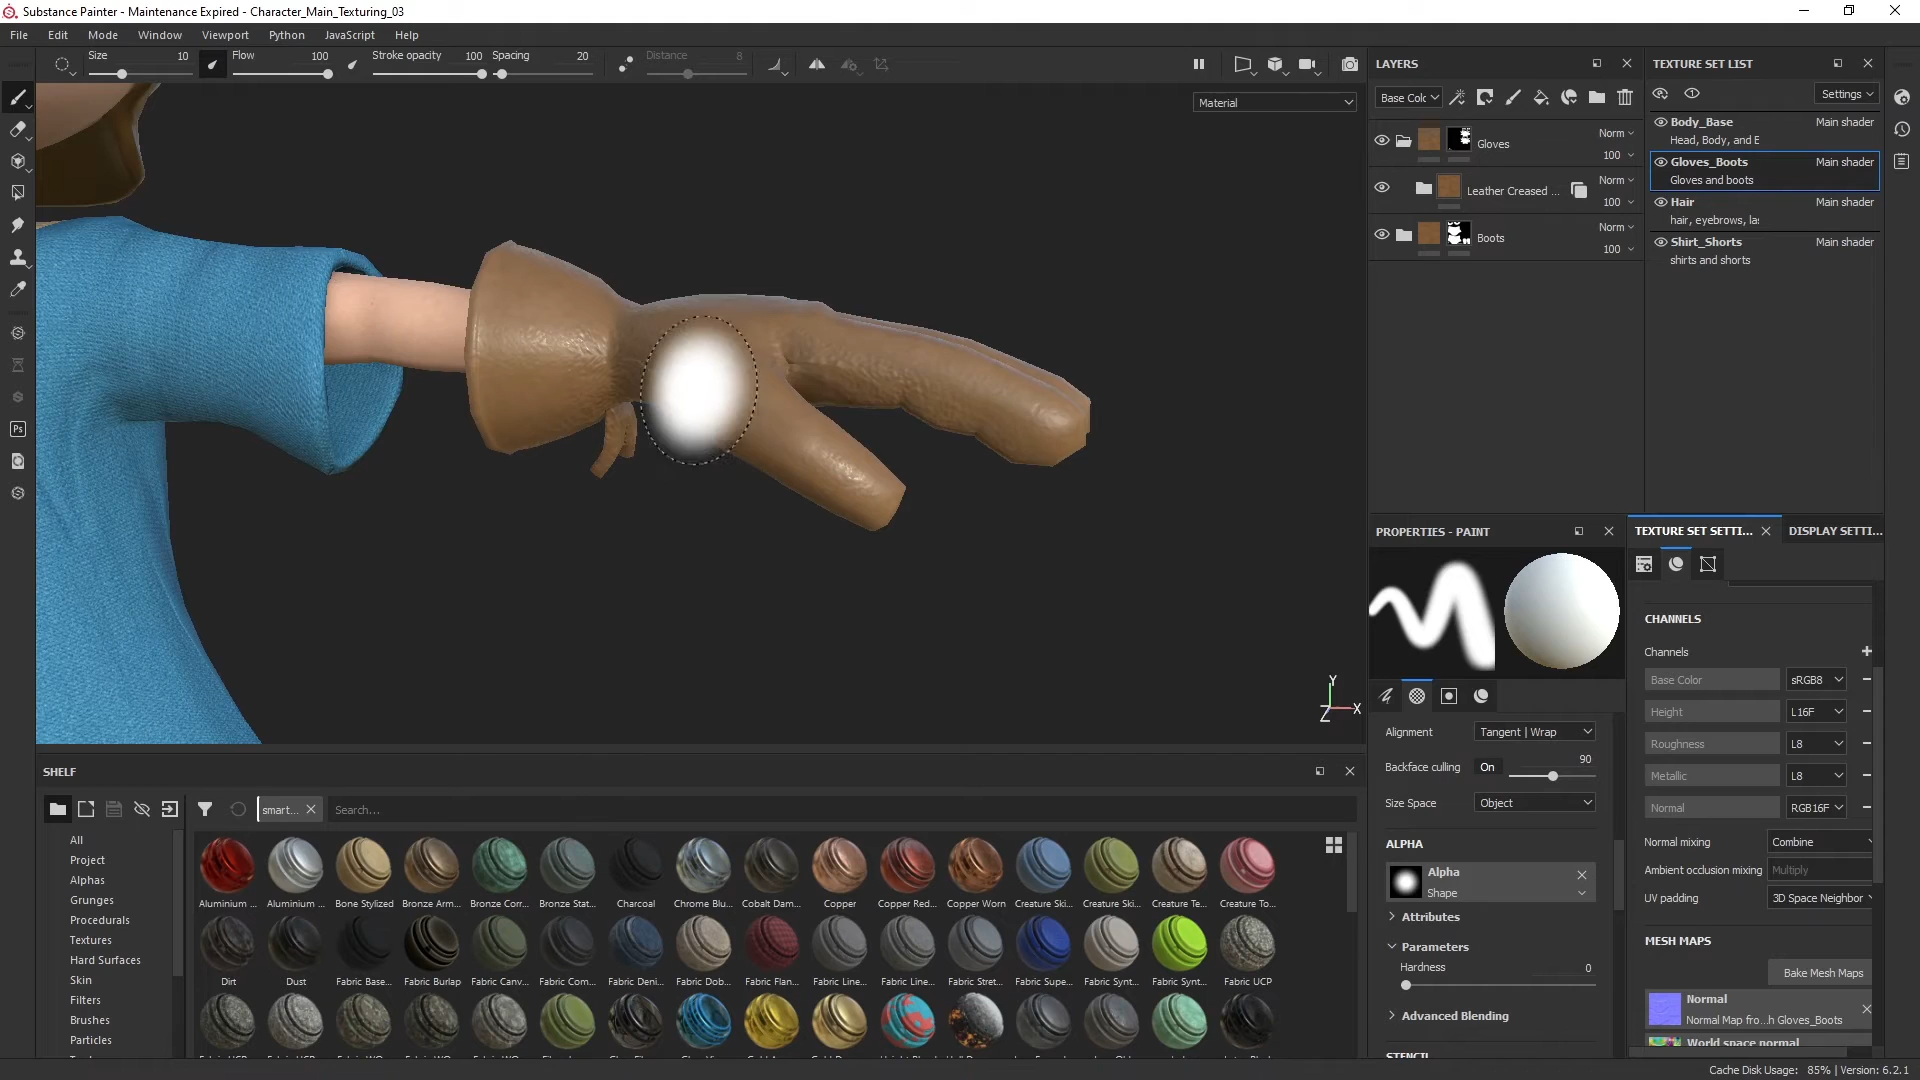 Substance Painter - Maintenance Expired - Character_Main_Texturing_03
File Edit Mode Window Viewport Python JavaScript Help
Size 10 Flow 100 Stroke opacity 100 Spacing 20 Distance 8
Material
LAYERS
Base Colc
Gloves Norm 100
Leather Creased ... Norm 100
Boots Norm 100
TEXTURE SET LIST
Settings
Body_Base Main shader
Head, Body, and E
Gloves_Boots Main shader
Gloves and boots
Hair Main shader
hair, eyebrows, la:
Shirt_Shorts Main shader
shirts and shorts
Ps
Y
Z X
PROPERTIES - PAINT
Alignment Tangent | Wrap
Backface culling On 90
Size Space Object
ALPHA
Alpha
Shape
Attributes
Parameters
Hardness 0
Advanced Blending
STENCIL
TEXTURE SET SETTI... DISPLAY SETTI...
CHANNELS
Channels
Base Color sRGB8
Height L16F
Roughness L8
Metallic L8
Normal RGB16F
Normal mixing Combine
Ambient occlusion mixing Multiply
UV padding 3D Space Neighbor
MESH MAPS
Bake Mesh Maps
Normal
Normal Map fro...h Gloves_Boots
World space normal
SHELF
smart... Search...
All
Project
Alphas
Grunges
Procedurals
Textures
Hard Surfaces
Skin
Filters
Brushes
Particles
Aluminium ... Aluminium ... Bone Stylized Bronze Arm... Bronze Corr... Bronze Stat... Charcoal Chrome Blu... Cobalt Dam... Copper Copper Red... Copper Worn Creature Ski... Creature Ski... Creature Te... Creature To...
Dirt Dust Fabric Base... Fabric Burlap Fabric Canv... Fabric Com... Fabric Deni... Fabric Dob... Fabric Flan... Fabric Line... Fabric Line... Fabric Stret... Fabric Supe... Fabric Synt... Fabric Synt... Fabric UCP
Cache Disk Usage: 85% | Version: 6.2.1